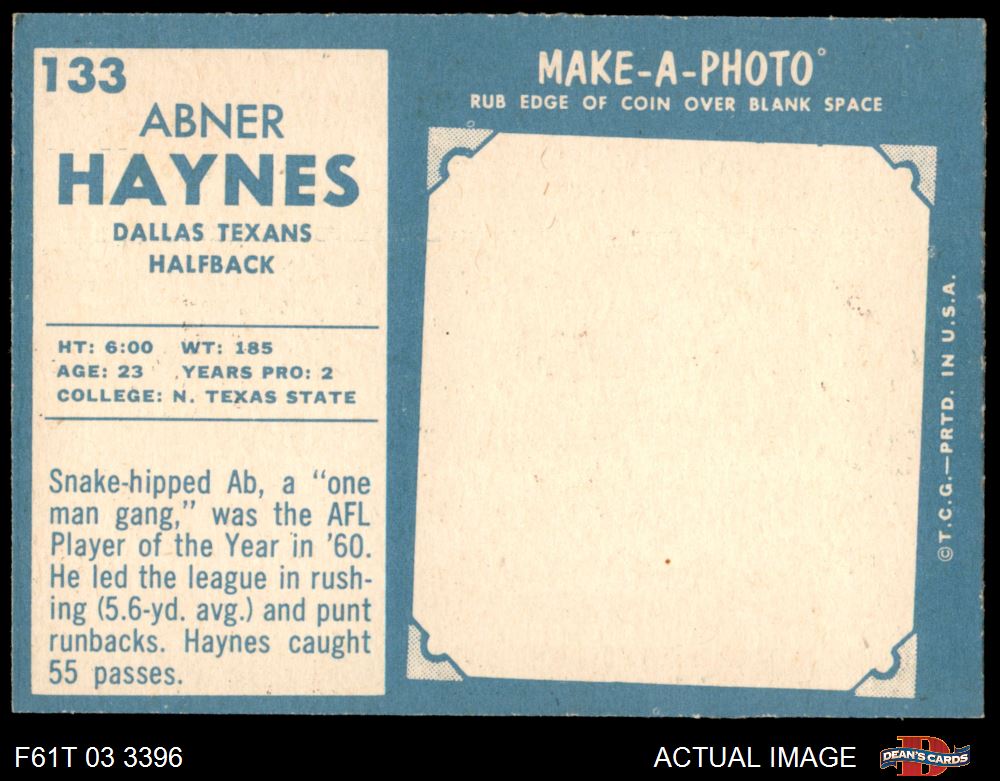 133
ABNER
HAYNES
DALLAS TEXANS
HALFBACK
HT: 6:00 WT: 185
AGE: 23 YEARS PRO: 2
COLLEGE: N. TEXAS STATE
Snake-hipped Ab, a “one
man gang,” was the AFL
Player of the Year in '60.
He led the league in rush-
ing (5.6-yd. avg.) and punt
runbacks. Haynes caught
55 passes.
MAKE-A-PHOTO°
RUB EDGE OF COIN OVER BLANK SPACE
© T.C.G.—PRTD. IN U.S.A.
F61T 03 3396
ACTUAL IMAGE
DEAN'S CARDS